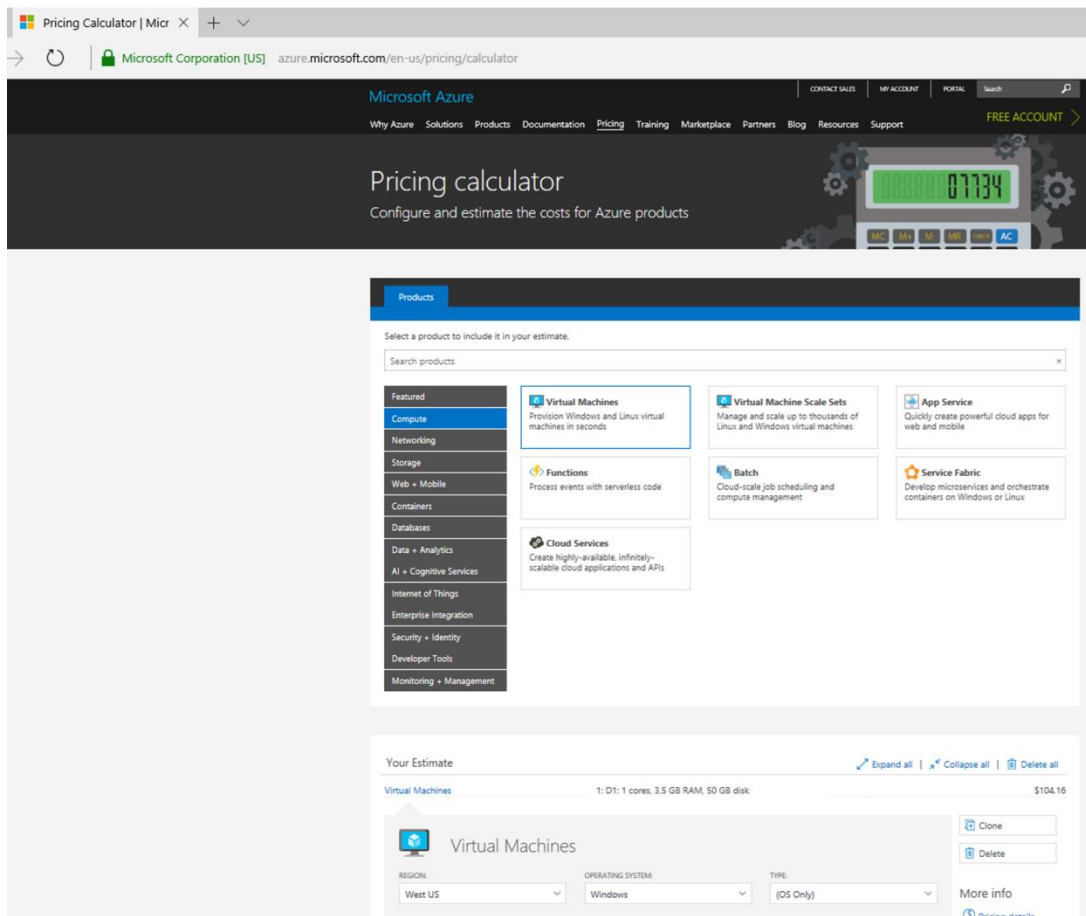 Pricing Calculator | Micr
Microsoft Corporation [US] azure.microsoft.com/en-us/pricing/calculator
CONTACT SALES MY ACCOUNT PORTAL Search
Microsoft Azure
Why Azure Solutions Products Documentation Pricing Training Marketplace Partners Blog Resources Support
FREE ACCOUNT
Pricing calculator
Configure and estimate the costs for Azure products
07734
MC M+ M- MR AC
Products
Select a product to include it in your estimate.
Search products
Featured
Compute
Networking
Storage
Web + Mobile
Containers
Databases
Data + Analytics
AI + Cognitive Services
Internet of Things
Enterprise Integration
Security + Identity
Developer Tools
Monitoring + Management
Virtual Machines
Provision Windows and Linux virtual
machines in seconds
Virtual Machine Scale Sets
Manage and scale up to thousands of
Linux and Windows virtual machines
App Service
Quickly create powerful cloud apps for
web and mobile
Functions
Process events with serverless code
Batch
Cloud-scale job scheduling and
compute management
Service Fabric
Develop microservices and orchestrate
containers on Windows or Linux
Cloud Services
Create highly-available, infinitely-
scalable cloud applications and APIs
Your Estimate
Expand all | Collapse all | Delete all
Virtual Machines 1: D1: 1 cores, 3.5 GB RAM, 50 GB disk $104.16
Virtual Machines
Clone
Delete
REGION: OPERATING SYSTEM: TYPE:
West US Windows (OS Only)
More info
Pricing details